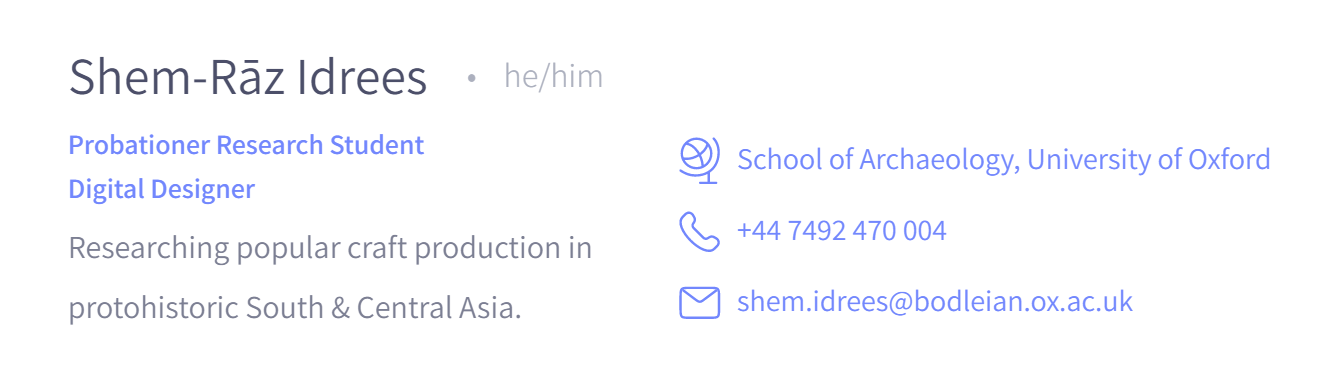 Shem-Rāz Idrees • he/him
Probationer Research Student
Digital Designer
Researching popular craft production in
protohistoric South & Central Asia.
School of Archaeology, University of Oxford
+44 7492 470 004
shem.idrees@bodleian.ox.ac.uk